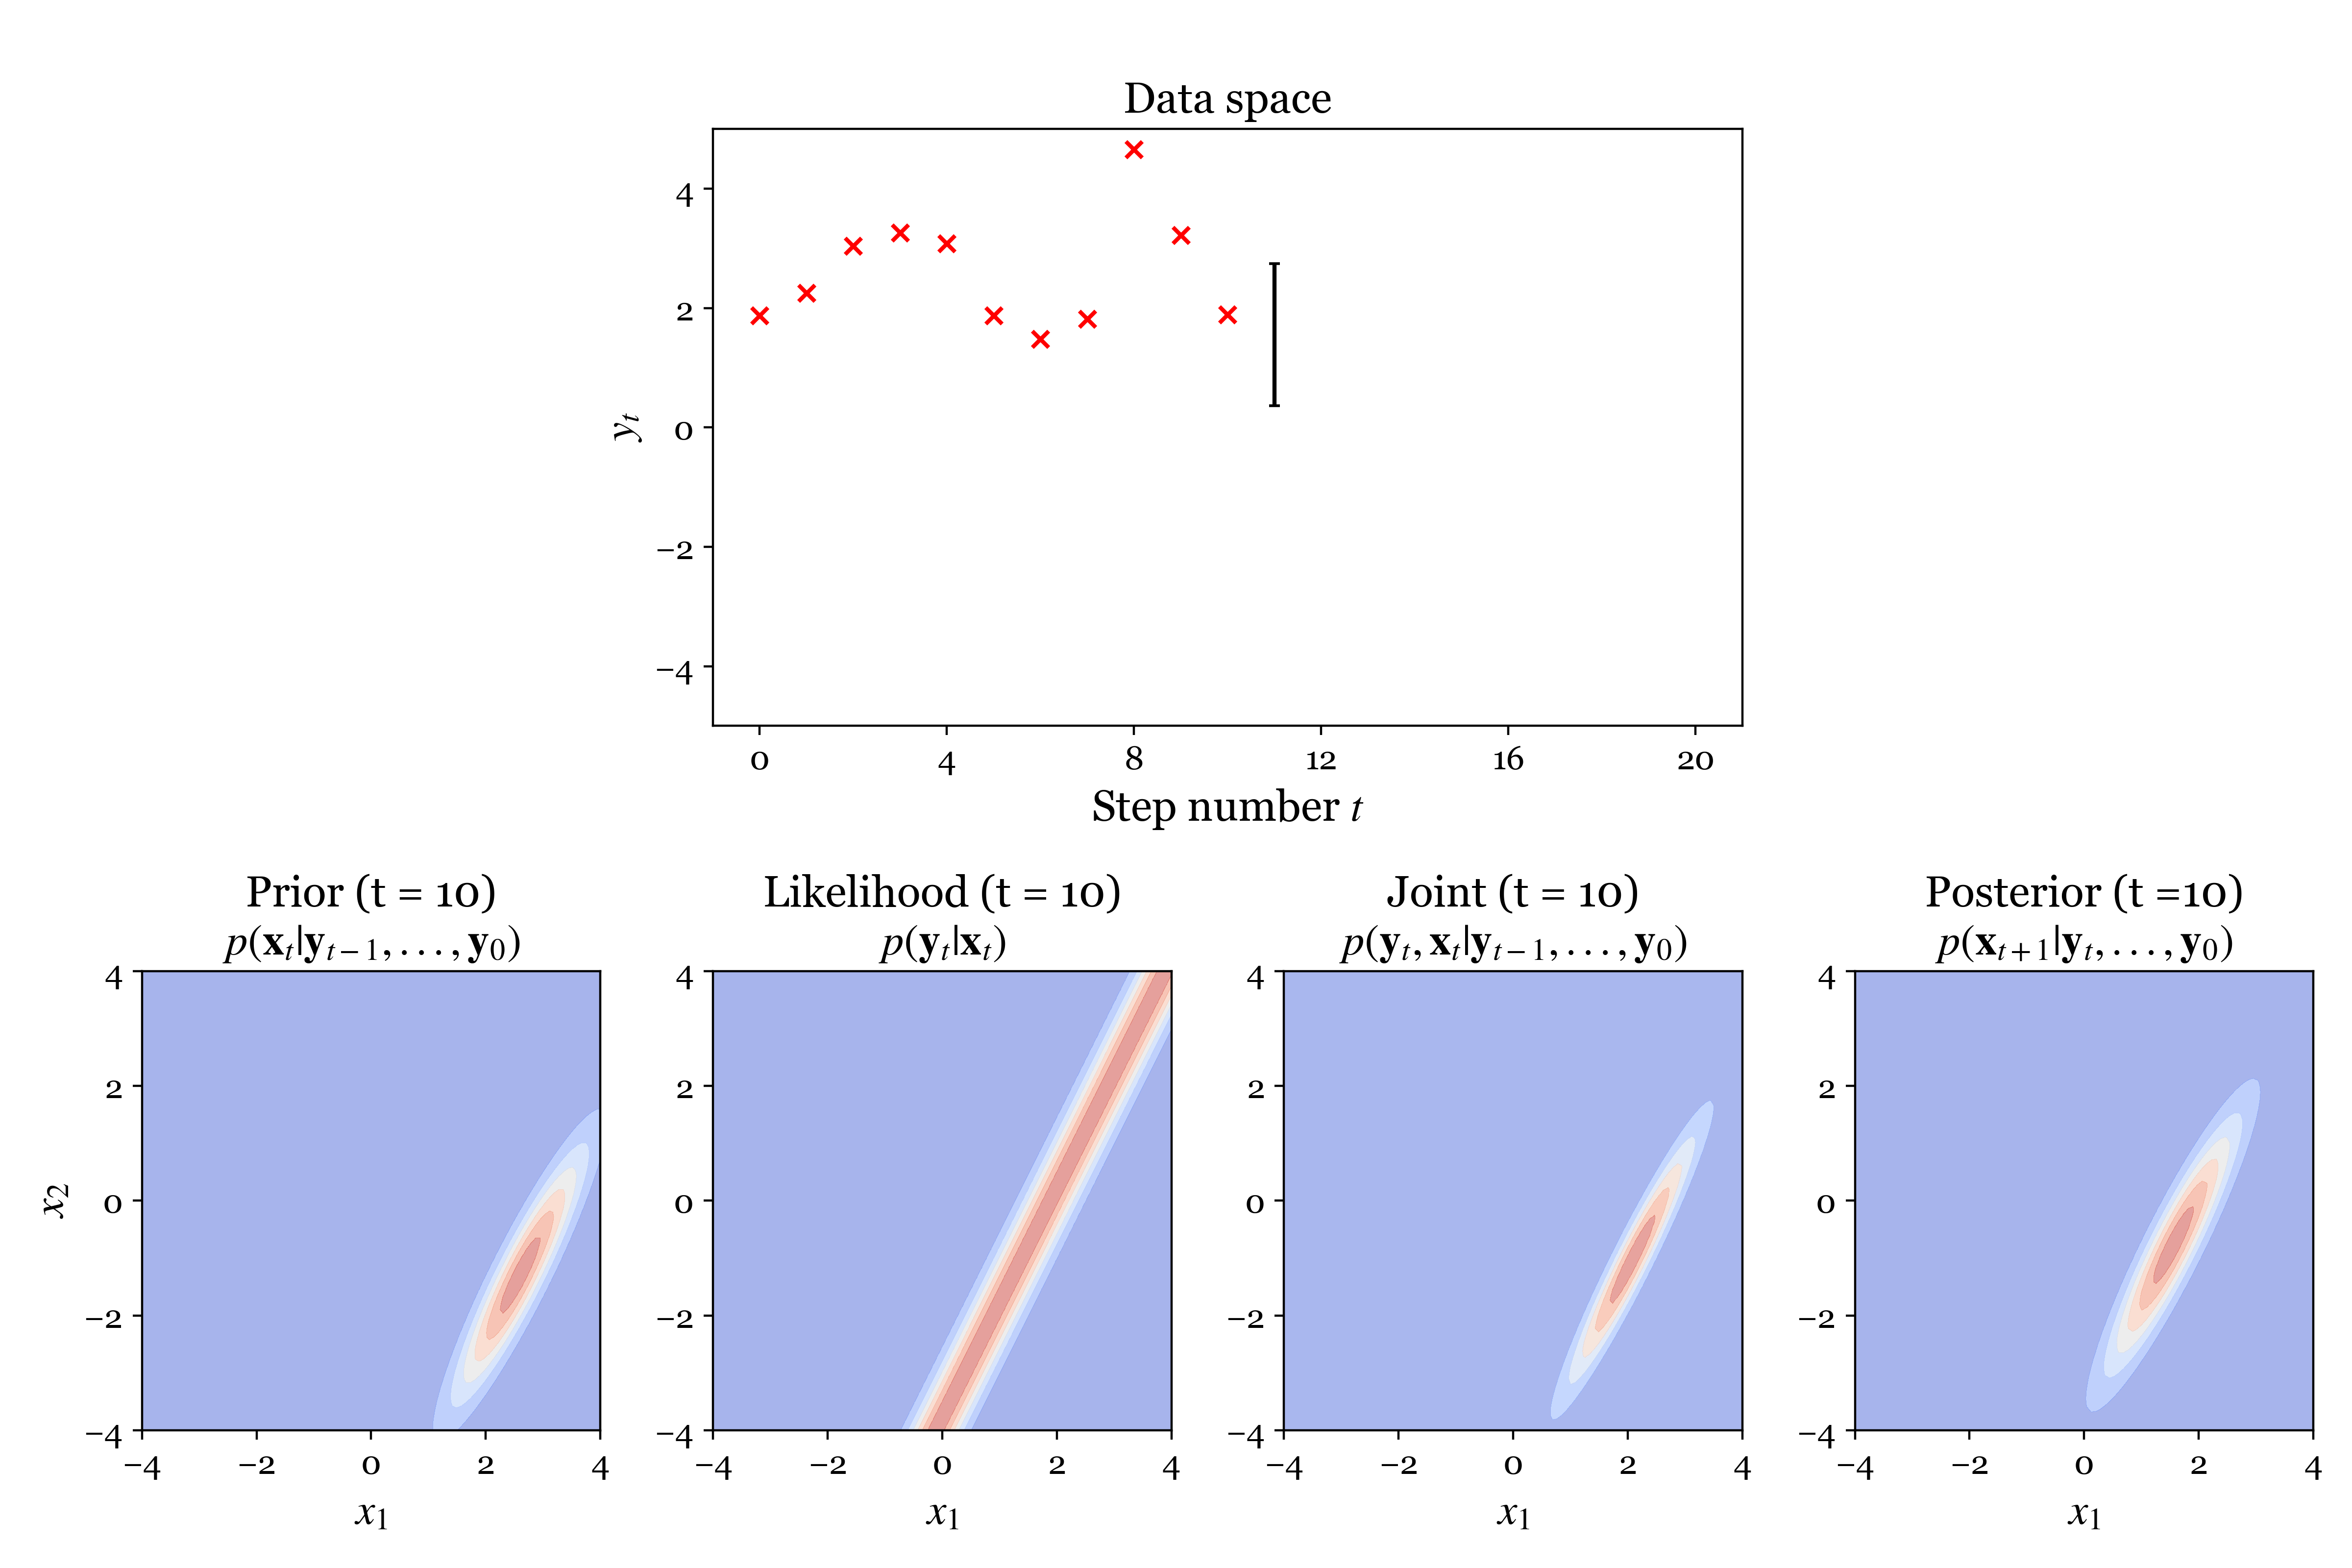 Data space
4
2
0
−2
−4
y_t
0 4 8 12 16 20
Step number t
Prior (t = 10)
p(𝐱_t|𝐲_{t−1}, . . . , 𝐲_0)
4
2
0
−2
−4
x_2
−4 −2 0 2 4
x_1
Likelihood (t = 10)
p(𝐲_t|𝐱_t)
4
2
0
−2
−4
−4 −2 0 2 4
x_1
Joint (t = 10)
p(𝐲_t, 𝐱_t|𝐲_{t−1}, . . . , 𝐲_0)
4
2
0
−2
−4
−4 −2 0 2 4
x_1
Posterior (t =10)
p(𝐱_{t+1}|𝐲_t, . . . , 𝐲_0)
4
2
0
−2
−4
−4 −2 0 2 4
x_1